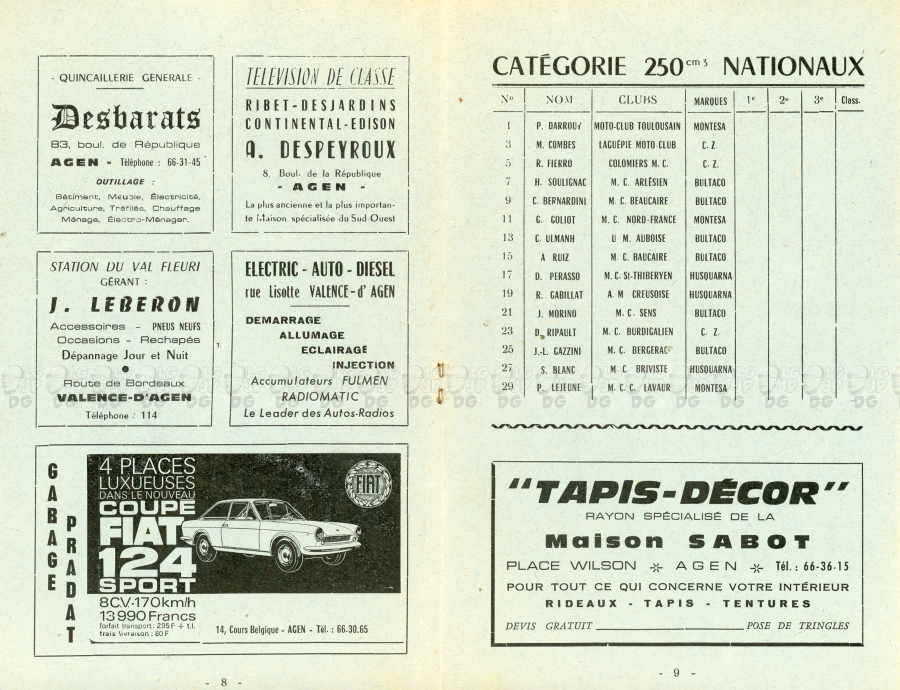 - QUINCAILLERIE GENERALE -
Desbarats
83, boul. de République
AGEN - Téléphone : 66-31-45
OUTILLAGE :
Bâtiment, Meuble, Électricité,
Agriculture, Tréfilés, Chauffage
Ménage, Électro-Ménager.
TELEVISION DE CLASSE
RIBET-DESJARDINS
CONTINENTAL-EDISON
A. DESPEYROUX
8, Boul. de la République
- AGEN -
La plus ancienne et la plus importan-
te Maison spécialisée du Sud-Ouest
STATION DU VAL FLEURI
GÉRANT :
J. LEBERON
Accessoires - PNEUS NEUFS
Occasions - Rechapés
Dépannage Jour et Nuit
Route de Bordeaux
VALENCE-D'AGEN
Téléphone : 114
ELECTRIC - AUTO - DIESEL
rue Lisotte VALENCE-d' AGEN
DEMARRAGE
ALLUMAGE
ECLAIRAGE
INJECTION
Accumulateurs FULMEN
RADIOMATIC
Le Leader des Autos-Radios
GARAGE
PRADAT
4 PLACES
LUXUEUSES
DANS LE NOUVEAU
COUPE
FIAT
124
SPORT
FIAT
8CV-170km/h
13990 Francs
forfait transport : 295F + t.l.
frais livraison : 80F
14, Cours Belgique - AGEN - Tél. : 66.30.65
- 8 -
CATÉGORIE 250 cm3 NATIONAUX
No NOM CLUBS MARQUES 1e 2e 3e Class.
1 P. DARROUY MOTO-CLUB TOULOUSAIN MONTESA
3 M. COMBES LAGUÉPIE MOTO-CLUB C. Z.
5 R. FIERRO COLOMIERS M. C. C. Z.
7 H. SOULIGNAC M. C. ARLÉSIEN BULTACO
9 C. BERNARDINI M. C. BEAUCAIRE BULTACO
11 G. GOLIOT M. C. NORD-FRANCE MONTESA
13 C. ULMANH U M. AUBOISE BULTACO
15 A RUIZ M. C. BAUCAIRE BULTACO
17 D. PERASSO M. C. St-THIBERYEN HUSQUARNA
19 R. GABILLAT A. M CREUSOISE HUSQUARNA
21 J. MORINO M. C. SENS BULTACO
23 D. RIPAULT M. C. BURDIGALIEN C. Z.
25 J.-L. GAZZINI M. C. BERGERAC BULTACO
27 S. BLANC M. C. BRIVISTE HUSQUARNA
29 P. LEJEUNE M. C. C. LAVAUR MONTESA
"TAPIS-DÉCOR"
RAYON SPÉCIALISÉ DE LA
Maison SABOT
PLACE WILSON AGEN Tél. : 66-36-15
POUR TOUT CE QUI CONCERNE VOTRE INTÉRIEUR
RIDEAUX - TAPIS - TENTURES
DEVIS GRATUIT POSE DE TRINGLES
- 9 -